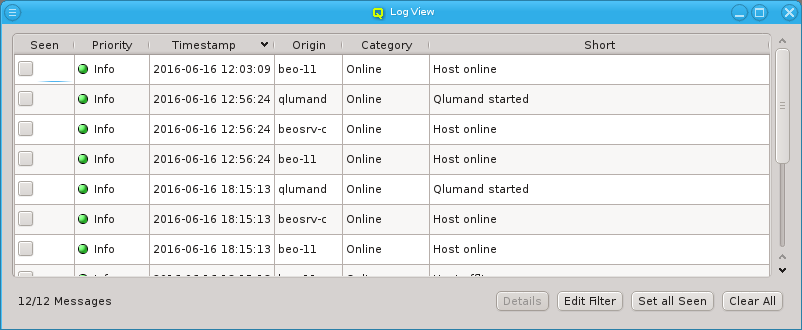 Log View
Seen Priority Timestamp Origin Category Short
Info 2016-06-16 12:03:09 beo-11 Online Host online
Info 2016-06-16 12:56:24 qlumand Online Qlumand started
Info 2016-06-16 12:56:24 beosrv-c Online Host online
Info 2016-06-16 12:56:24 beo-11 Online Host online
Info 2016-06-16 18:15:13 qlumand Online Qlumand started
Info 2016-06-16 18:15:13 beosrv-c Online Host online
Info 2016-06-16 18:15:13 beo-11 Online Host online
12/12 Messages Details Edit Filter Set all Seen Clear All